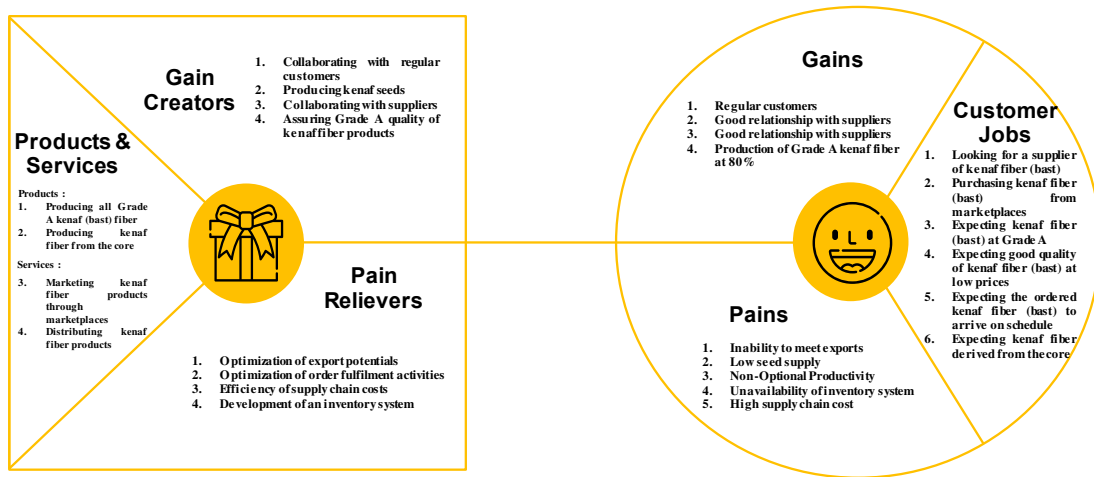 Gain
Creators
1. Collaborating with regular
customers
2. Producing kenaf seeds
3. Collaborating with suppliers
4. Assuring Grade A quality of
kenaf fiber products
Products &
Services
Products :
1. Producing all Grade
A kenaf (bast) fiber
2. Producing kenaf
fiber from the core
Services :
3. Marketing kenaf
fiber products
through
marketplaces
4. Distributing kenaf
fiber products
Pain
Relievers
1. Optimization of export potentials
2. Optimization of order fulfilment activities
3. Efficiency of supply chain costs
4. Development of an inventory system
Gains
1. Regular customers
2. Good relationship with suppliers
3. Good relationship with suppliers
4. Production of Grade A kenaf fiber
at 80%
Pains
1. Inability to meet exports
2. Low seed supply
3. Non-Optional Productivity
4. Unavailability of inventory system
5. High supply chain cost
Customer
Jobs
1. Looking for a supplier
of kenaf fiber (bast)
2. Purchasing kenaf fiber
(bast) from
marketplaces
3. Expecting kenaf fiber
(bast) at Grade A
4. Expecting good quality
of kenaf fiber (bast) at
low prices
5. Expecting the ordered
kenaf fiber (bast) to
arrive on schedule
6. Expecting kenaf fiber
derived from the core